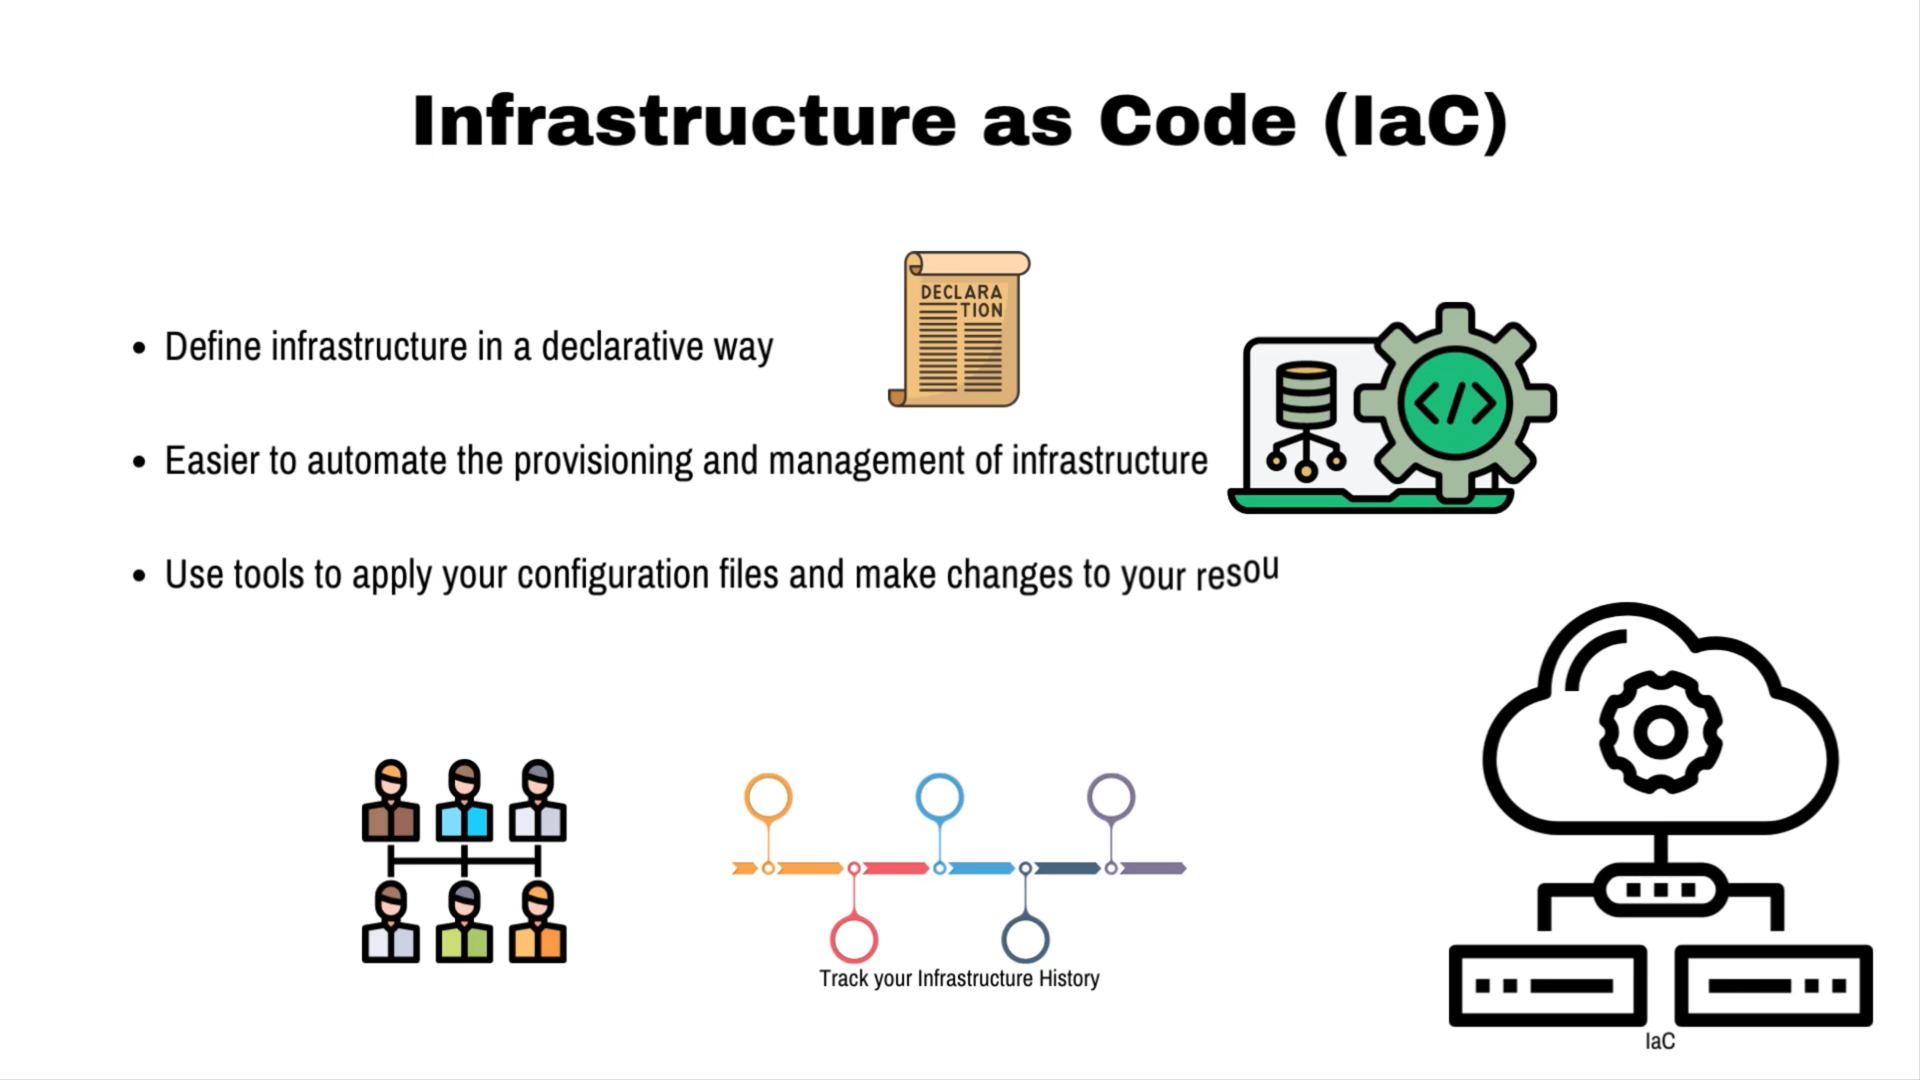 Infrastructure as Code (IaC)
DECLARA
TION
• Define infrastructure in a declarative way
</>
• Easier to automate the provisioning and management of infrastructure
• Use tools to apply your configuration files and make changes to your resou
Track your Infrastructure History
IaC